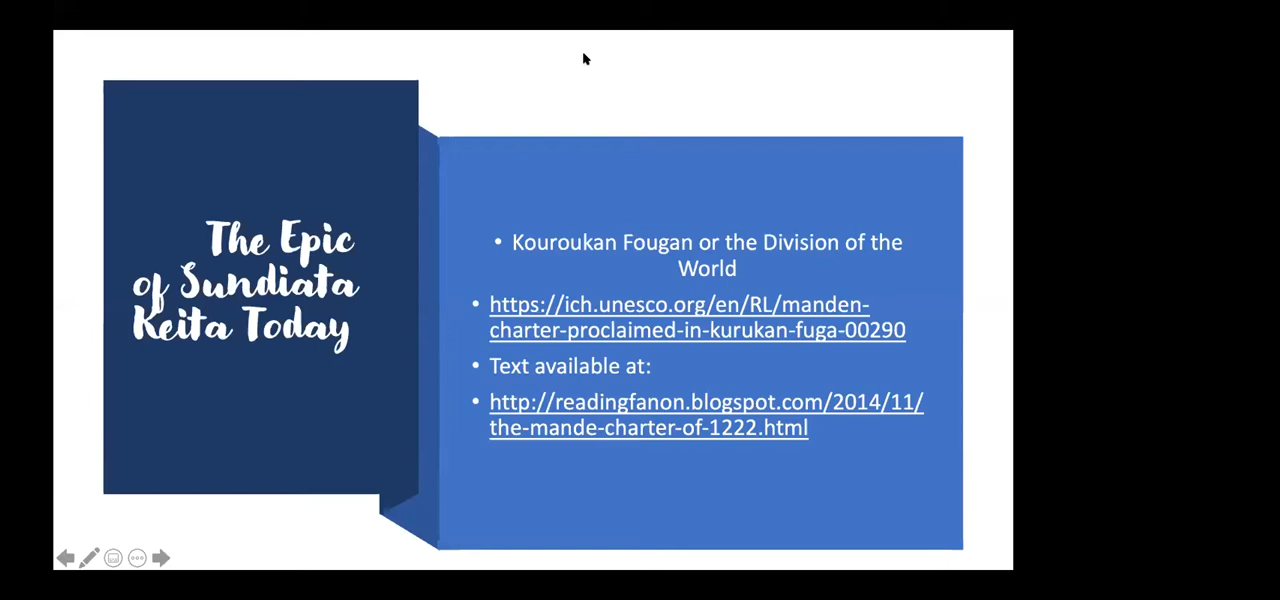 The Epic
of Sundiata
Keita Today
• Kouroukan Fougan or the Division of the
World
• https://ich.unesco.org/en/RL/manden-
charter-proclaimed-in-kurukan-fuga-00290
• Text available at:
• http://readingfanon.blogspot.com/2014/11/
the-mande-charter-of-1222.html